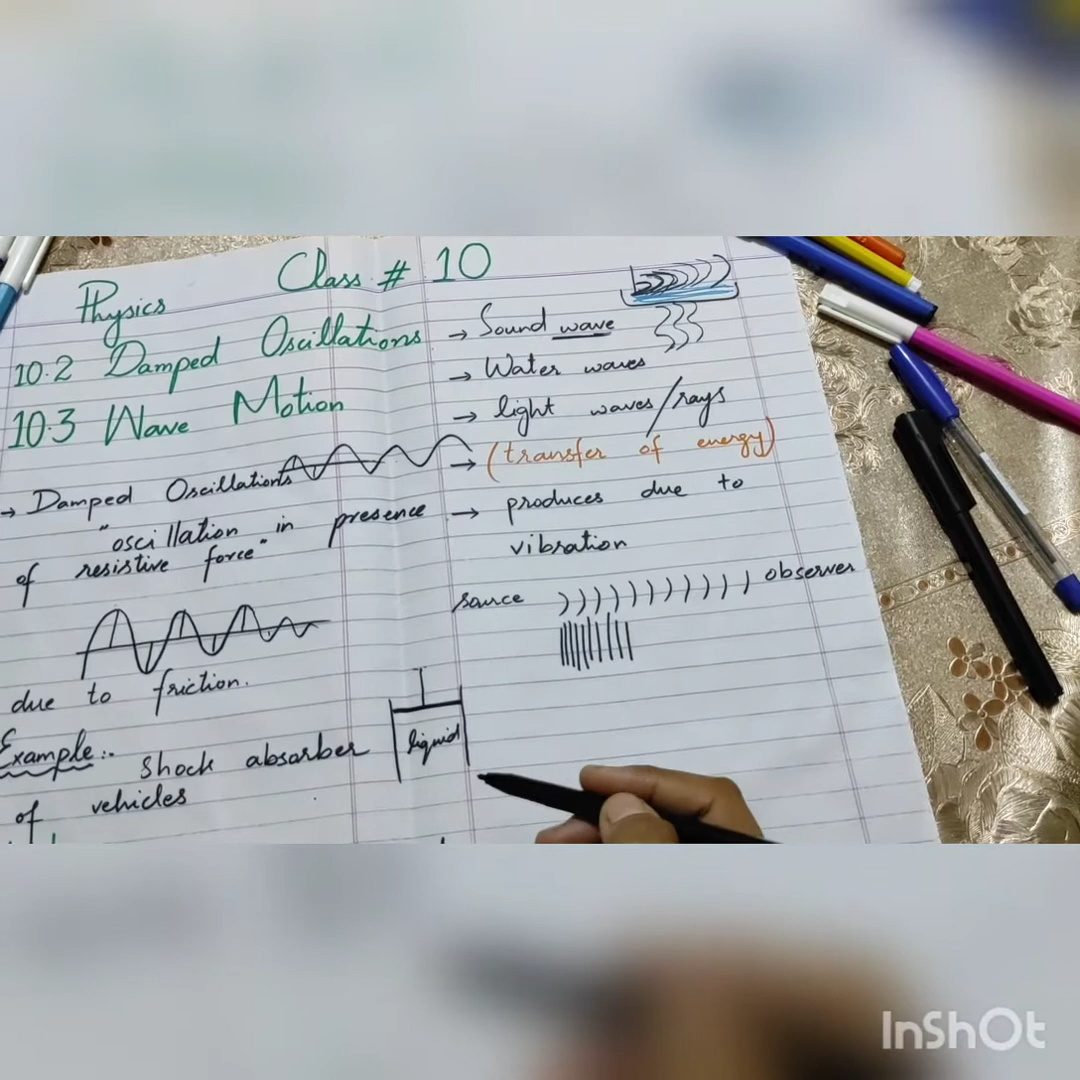 Physics Class # 10
10.2 Damped Oscillations
10.3 Wave Motion
→ Damped Oscillations
"oscillation in presence
of resistive force"
due to friction.
Example:- Shock absorber
of vehicles
liquid
→ Sound wave
→ Water waves
→ light waves/rays
→ (transfer of energy)
→ produces due to
vibration
source observer
InShOt